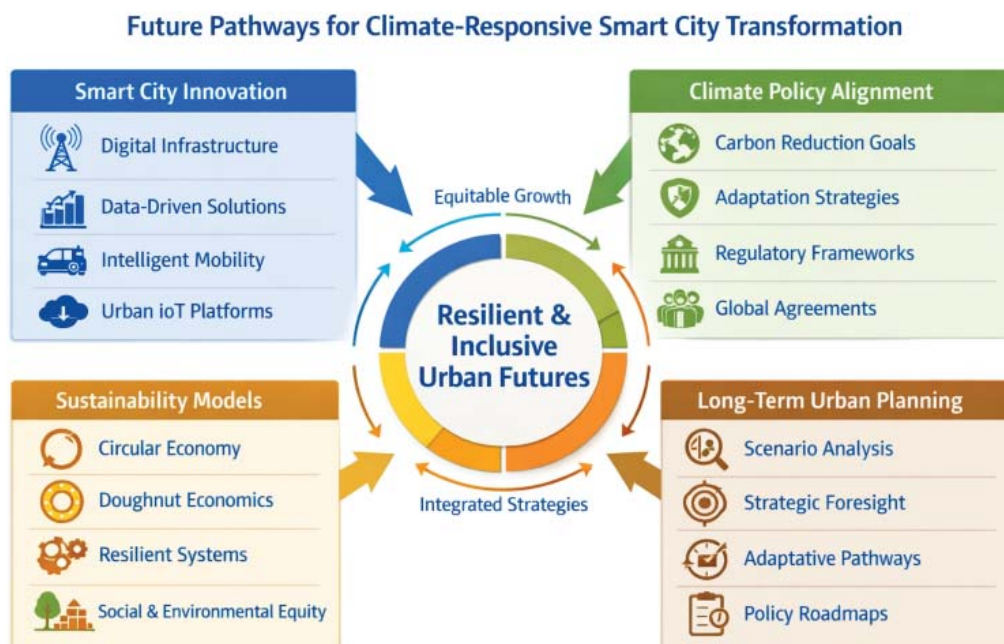 Future Pathways for Climate-Responsive Smart City Transformation
Smart City Innovation
Digital Infrastructure
Data-Driven Solutions
Intelligent Mobility
Urban ioT Platforms
Climate Policy Alignment
Carbon Reduction Goals
Adaptation Strategies
Regulatory Frameworks
Global Agreements
Equitable Growth
Resilient &
Inclusive
Urban Futures
Integrated Strategies
Sustainability Models
Circular Economy
Doughnut Economics
Resilient Systems
Social & Environmental Equity
Long-Term Urban Planning
Scenario Analysis
Strategic Foresight
Adaptative Pathways
Policy Roadmaps